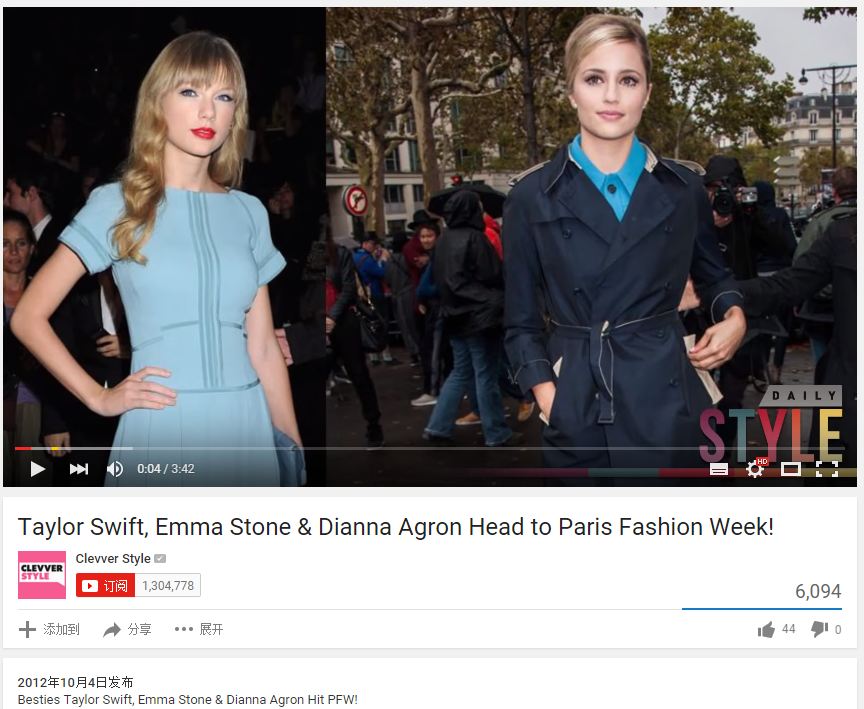 DAILY
STYLE
0:04 / 3:42
HD
Taylor Swift, Emma Stone & Dianna Agron Head to Paris Fashion Week!
CLEVVER
STYLE
Clevver Style
订阅 1,304,778
6,094
添加到 分享 展开 44 0
2012年10月4日发布
Besties Taylor Swift, Emma Stone & Dianna Agron Hit PFW!